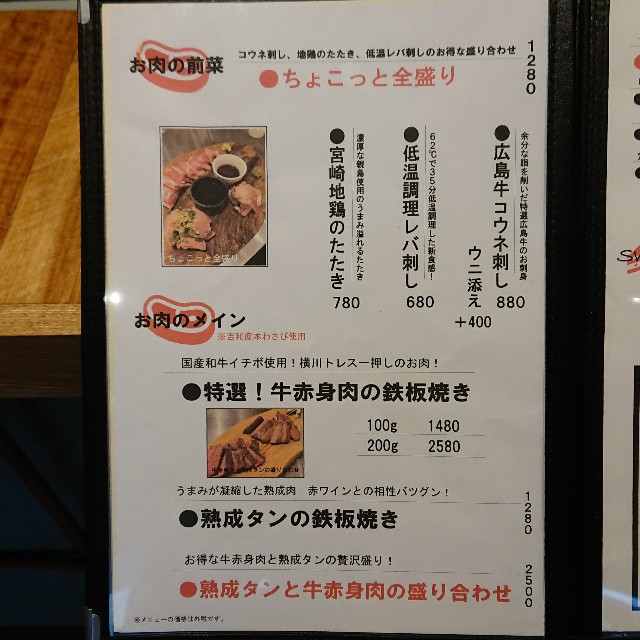 お肉の前菜
コウネ刺し、地鶏のたたき、低温レバ刺しのお得な盛り合わせ
●ちょこっと全盛り
1280
余分な脂を削いだ特選広島牛のお刺身
●広島牛コウネ刺し
880
ウニ添え
+400
62℃で35分低温調理した新食感！
●低温調理レバ刺し
680
濃厚な親鳥使用のうまみ溢れるたたき
●宮崎地鶏のたたき
780
ちょこっと全盛り
お肉のメイン
※吉和産本わさび使用
国産和牛イチボ使用！横川トレス一押しのお肉！
●特選！牛赤身肉の鉄板焼き
100g 1480
200g 2580
うまみが凝縮した熟成肉 赤ワインとの相性バツグン！
●熟成タンの鉄板焼き
1280
お得な牛赤身肉と熟成タンの贅沢盛り！
●熟成タンと牛赤身肉の盛り合わせ
2500
※メニューの価格は外税です。